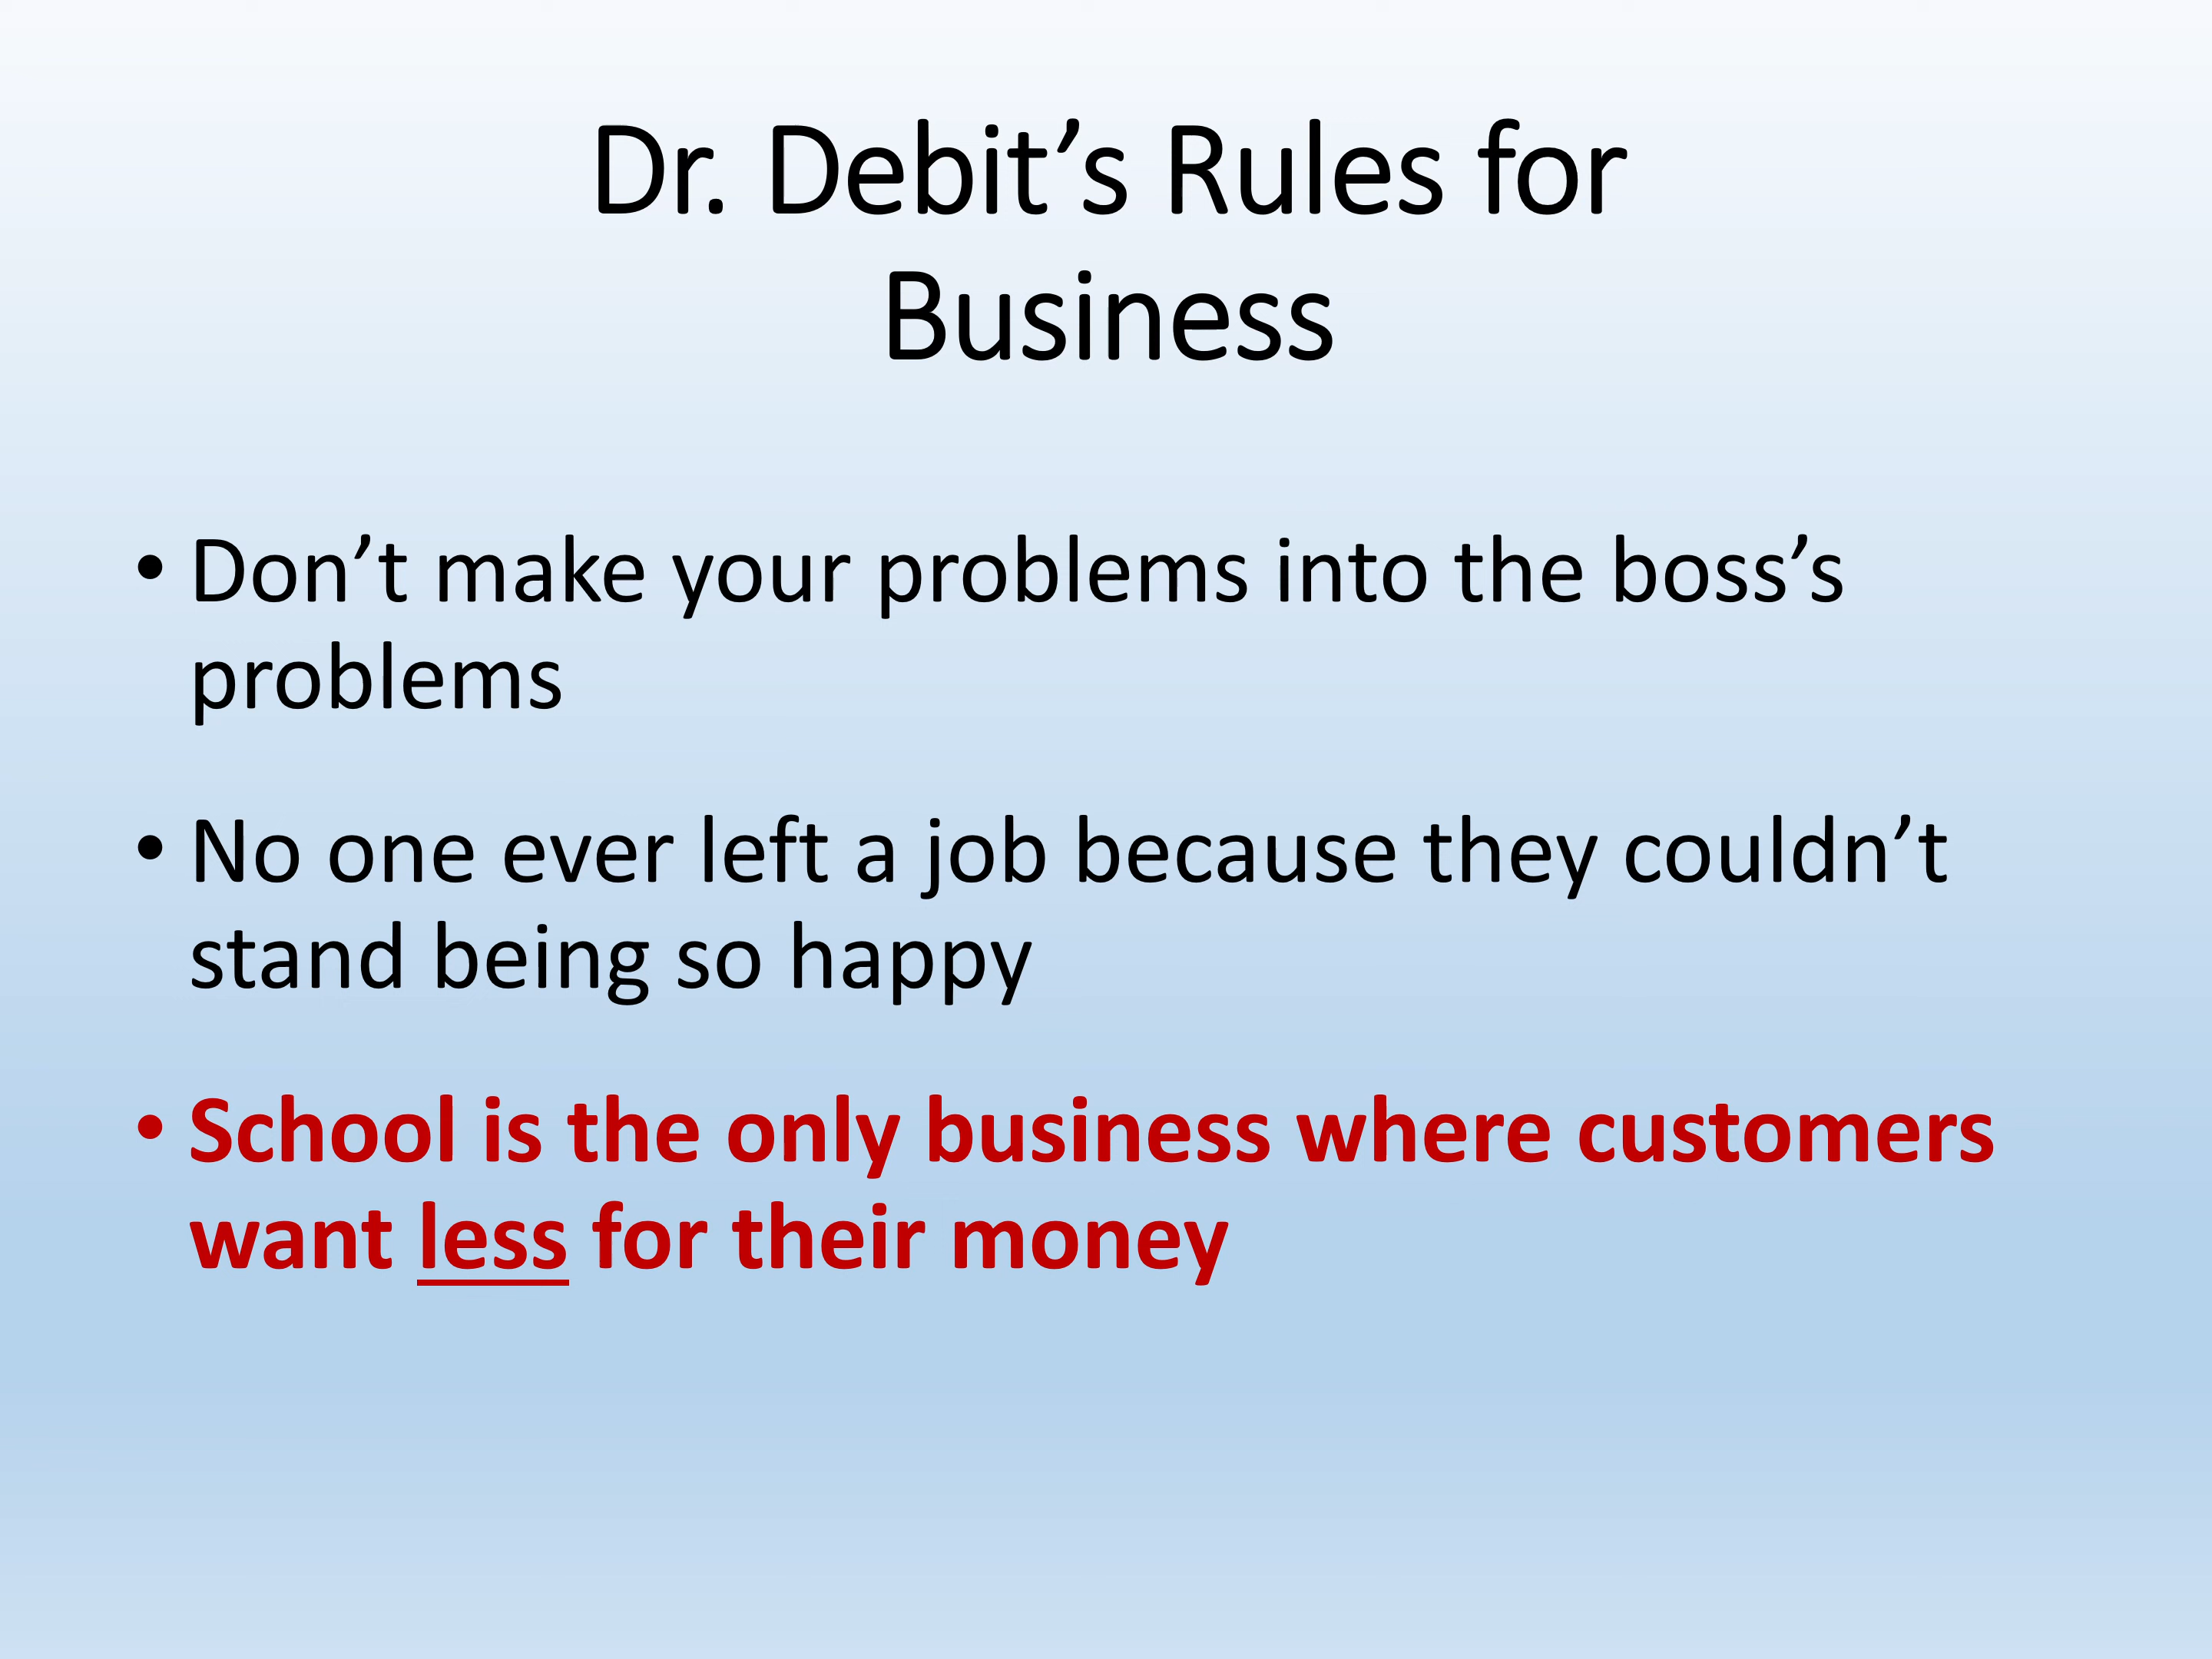 Dr. Debit’s Rules for
Business
• Don’t make your problems into the boss’s
problems
• No one ever left a job because they couldn’t
stand being so happy
• School is the only business where customers
want less for their money